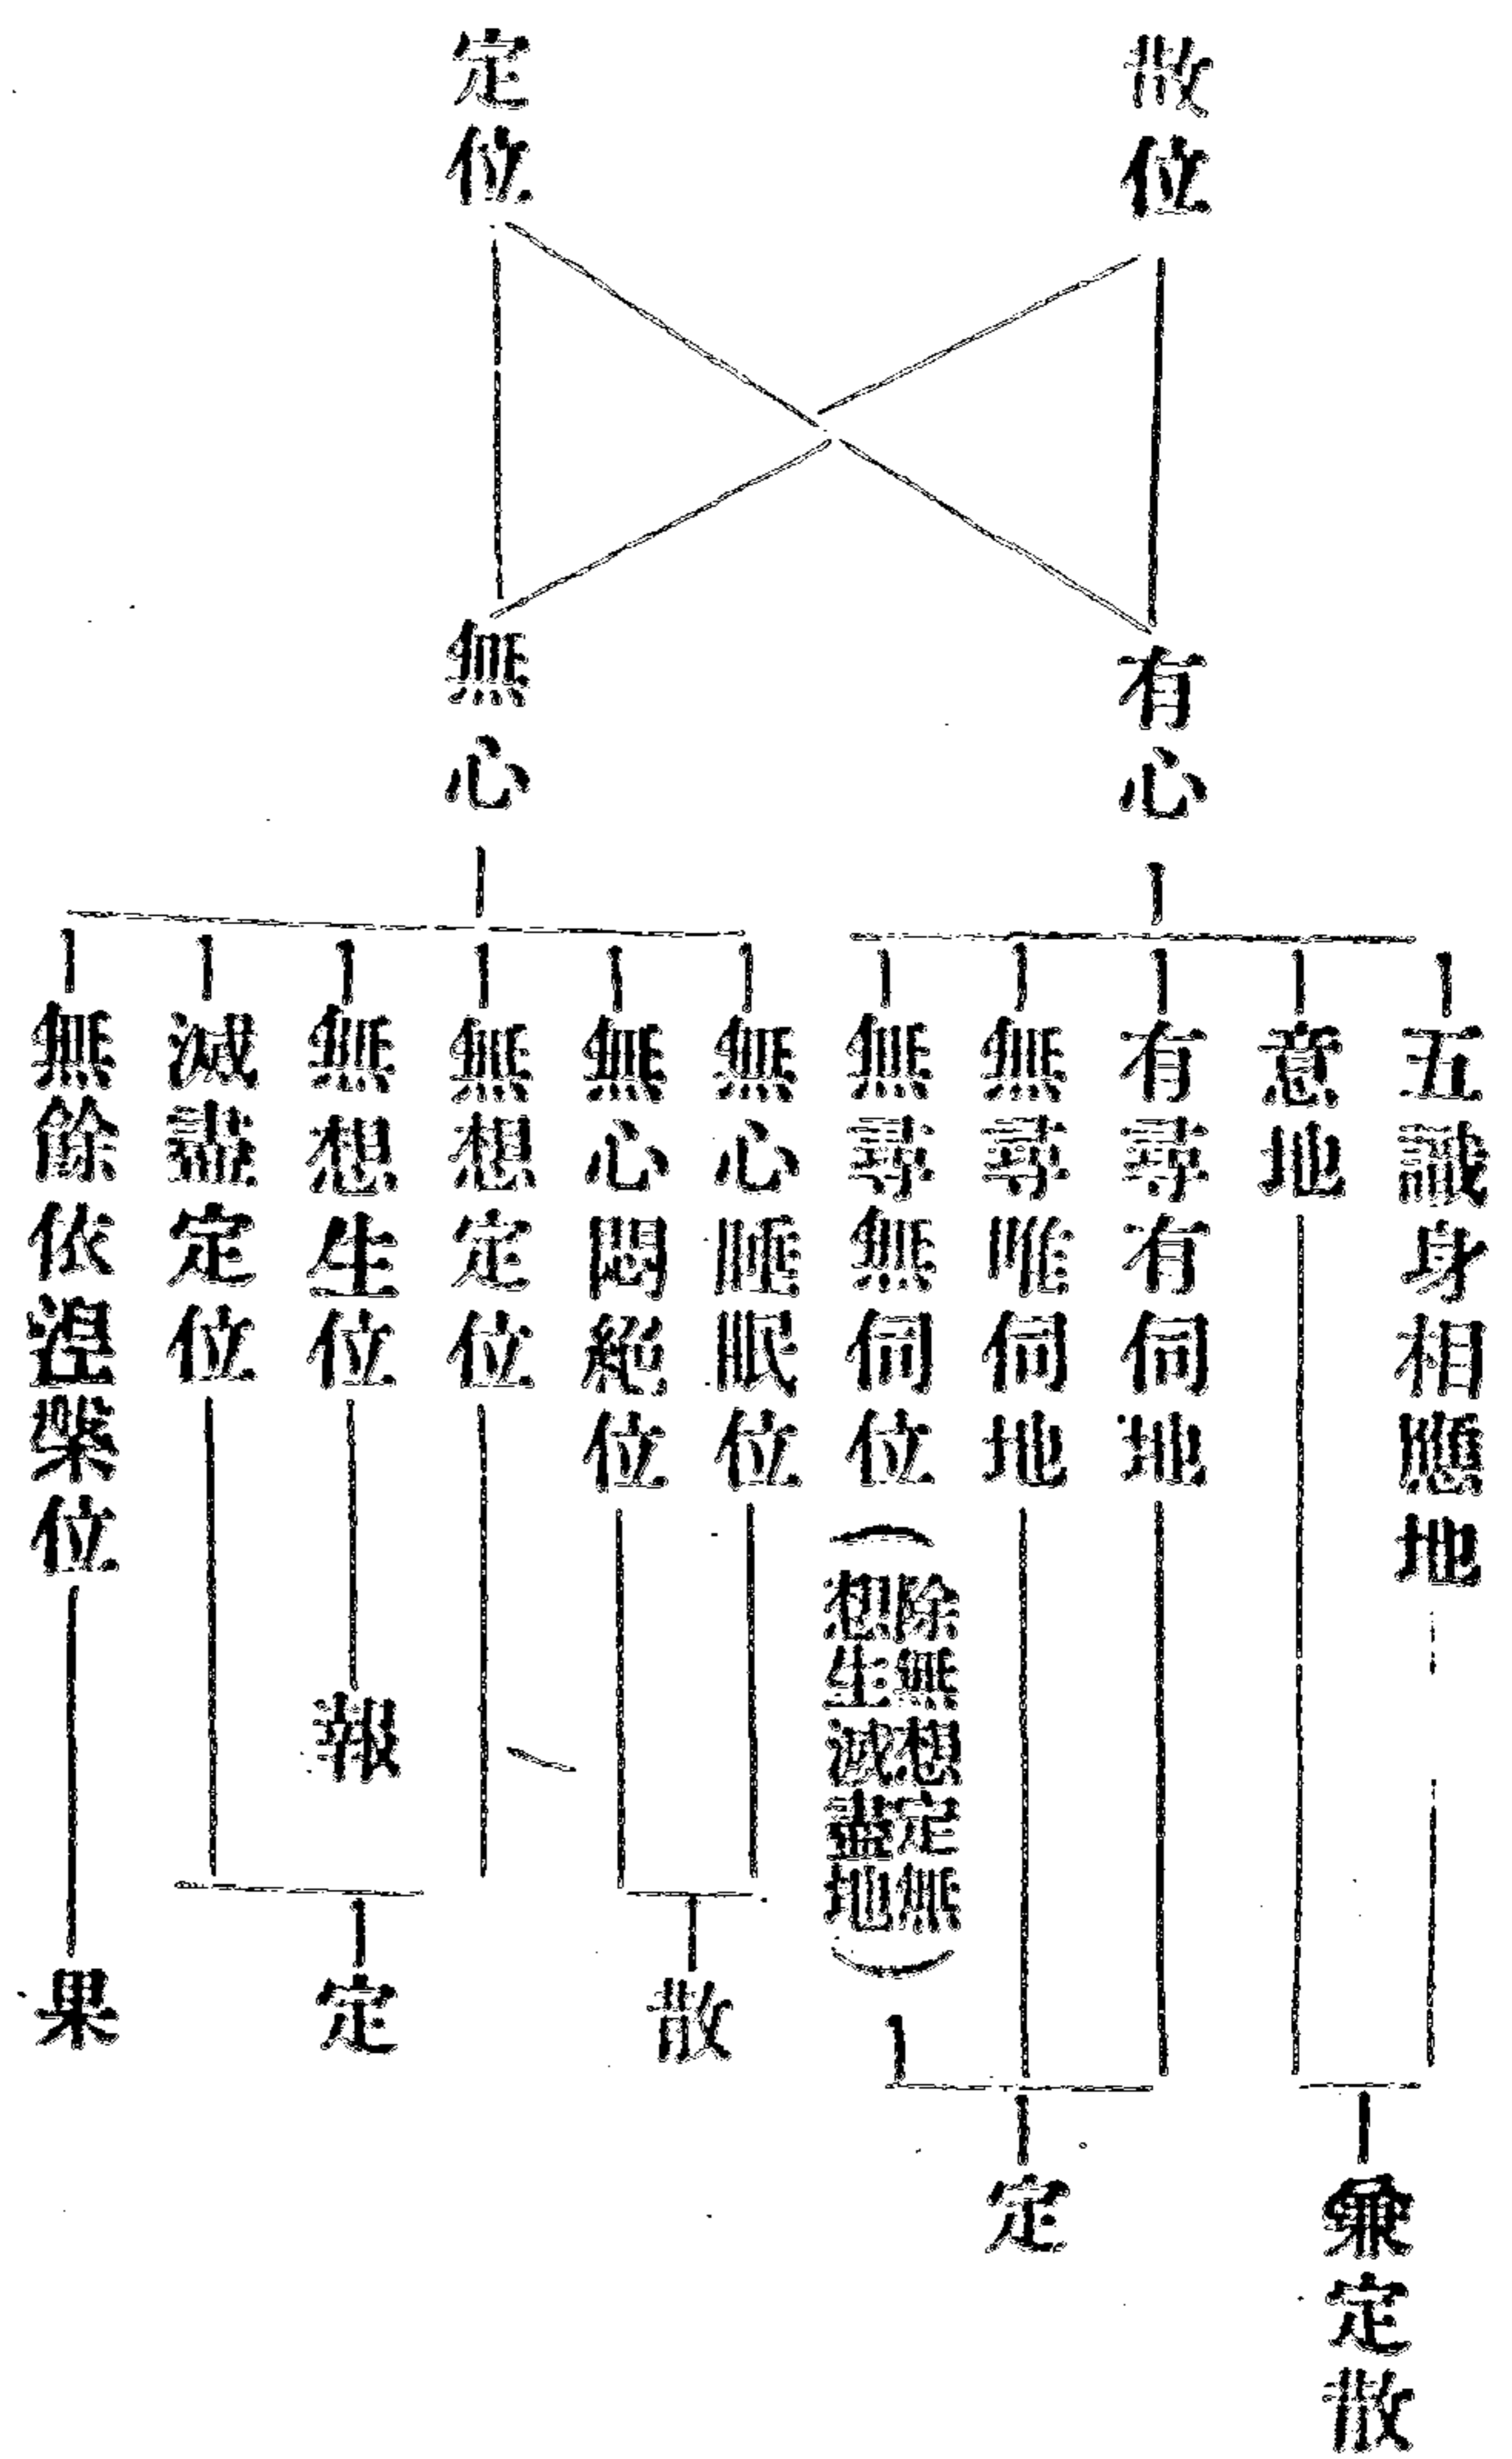 散位
定位
有心
無心
五識身相應地
意地
有尋有伺地
無尋唯伺地
無尋無伺位
（除無想定無
想生滅盡地）
無心睡眠位
無心悶絕位
無想定位
無想生位
滅盡定位
無餘依涅槃位
兼定散
定
散
報
定
果